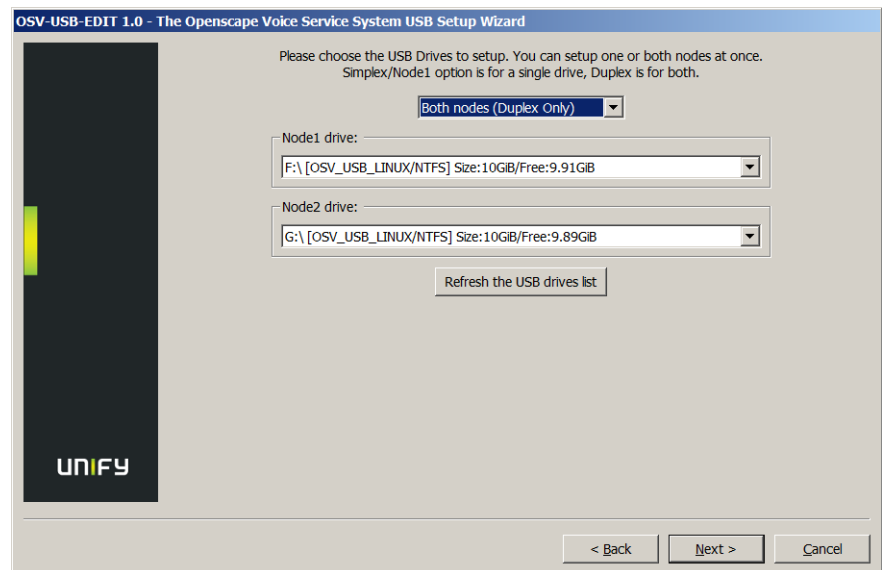 OSV-USB-EDIT 1.0 - The Openscape Voice Service System USB Setup Wizard
Please choose the USB Drives to setup. You can setup one or both nodes at once.
Simplex/Node1 option is for a single drive, Duplex is for both.
Both nodes (Duplex Only)
Node1 drive:
F:\ [OSV_USB_LINUX/NTFS] Size:10GiB/Free:9.91GiB
Node2 drive:
G:\ [OSV_USB_LINUX/NTFS] Size:10GiB/Free:9.89GiB
Refresh the USB drives list
UNIFY
< Back Next > Cancel